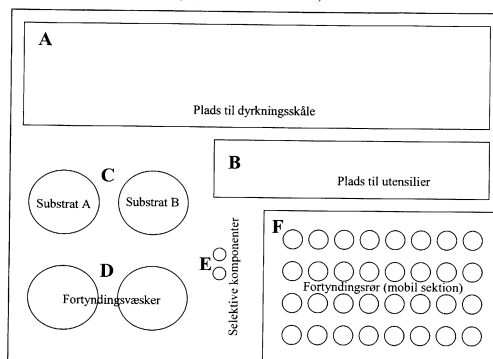 A
Plads til dyrkningsskåle
B
Plads til utensilier
C
Substrat A
Substrat B
D
Fortyndingsvæsker
E
Selektive komponenter
F
Fortyndingsrør (mobil sektion)